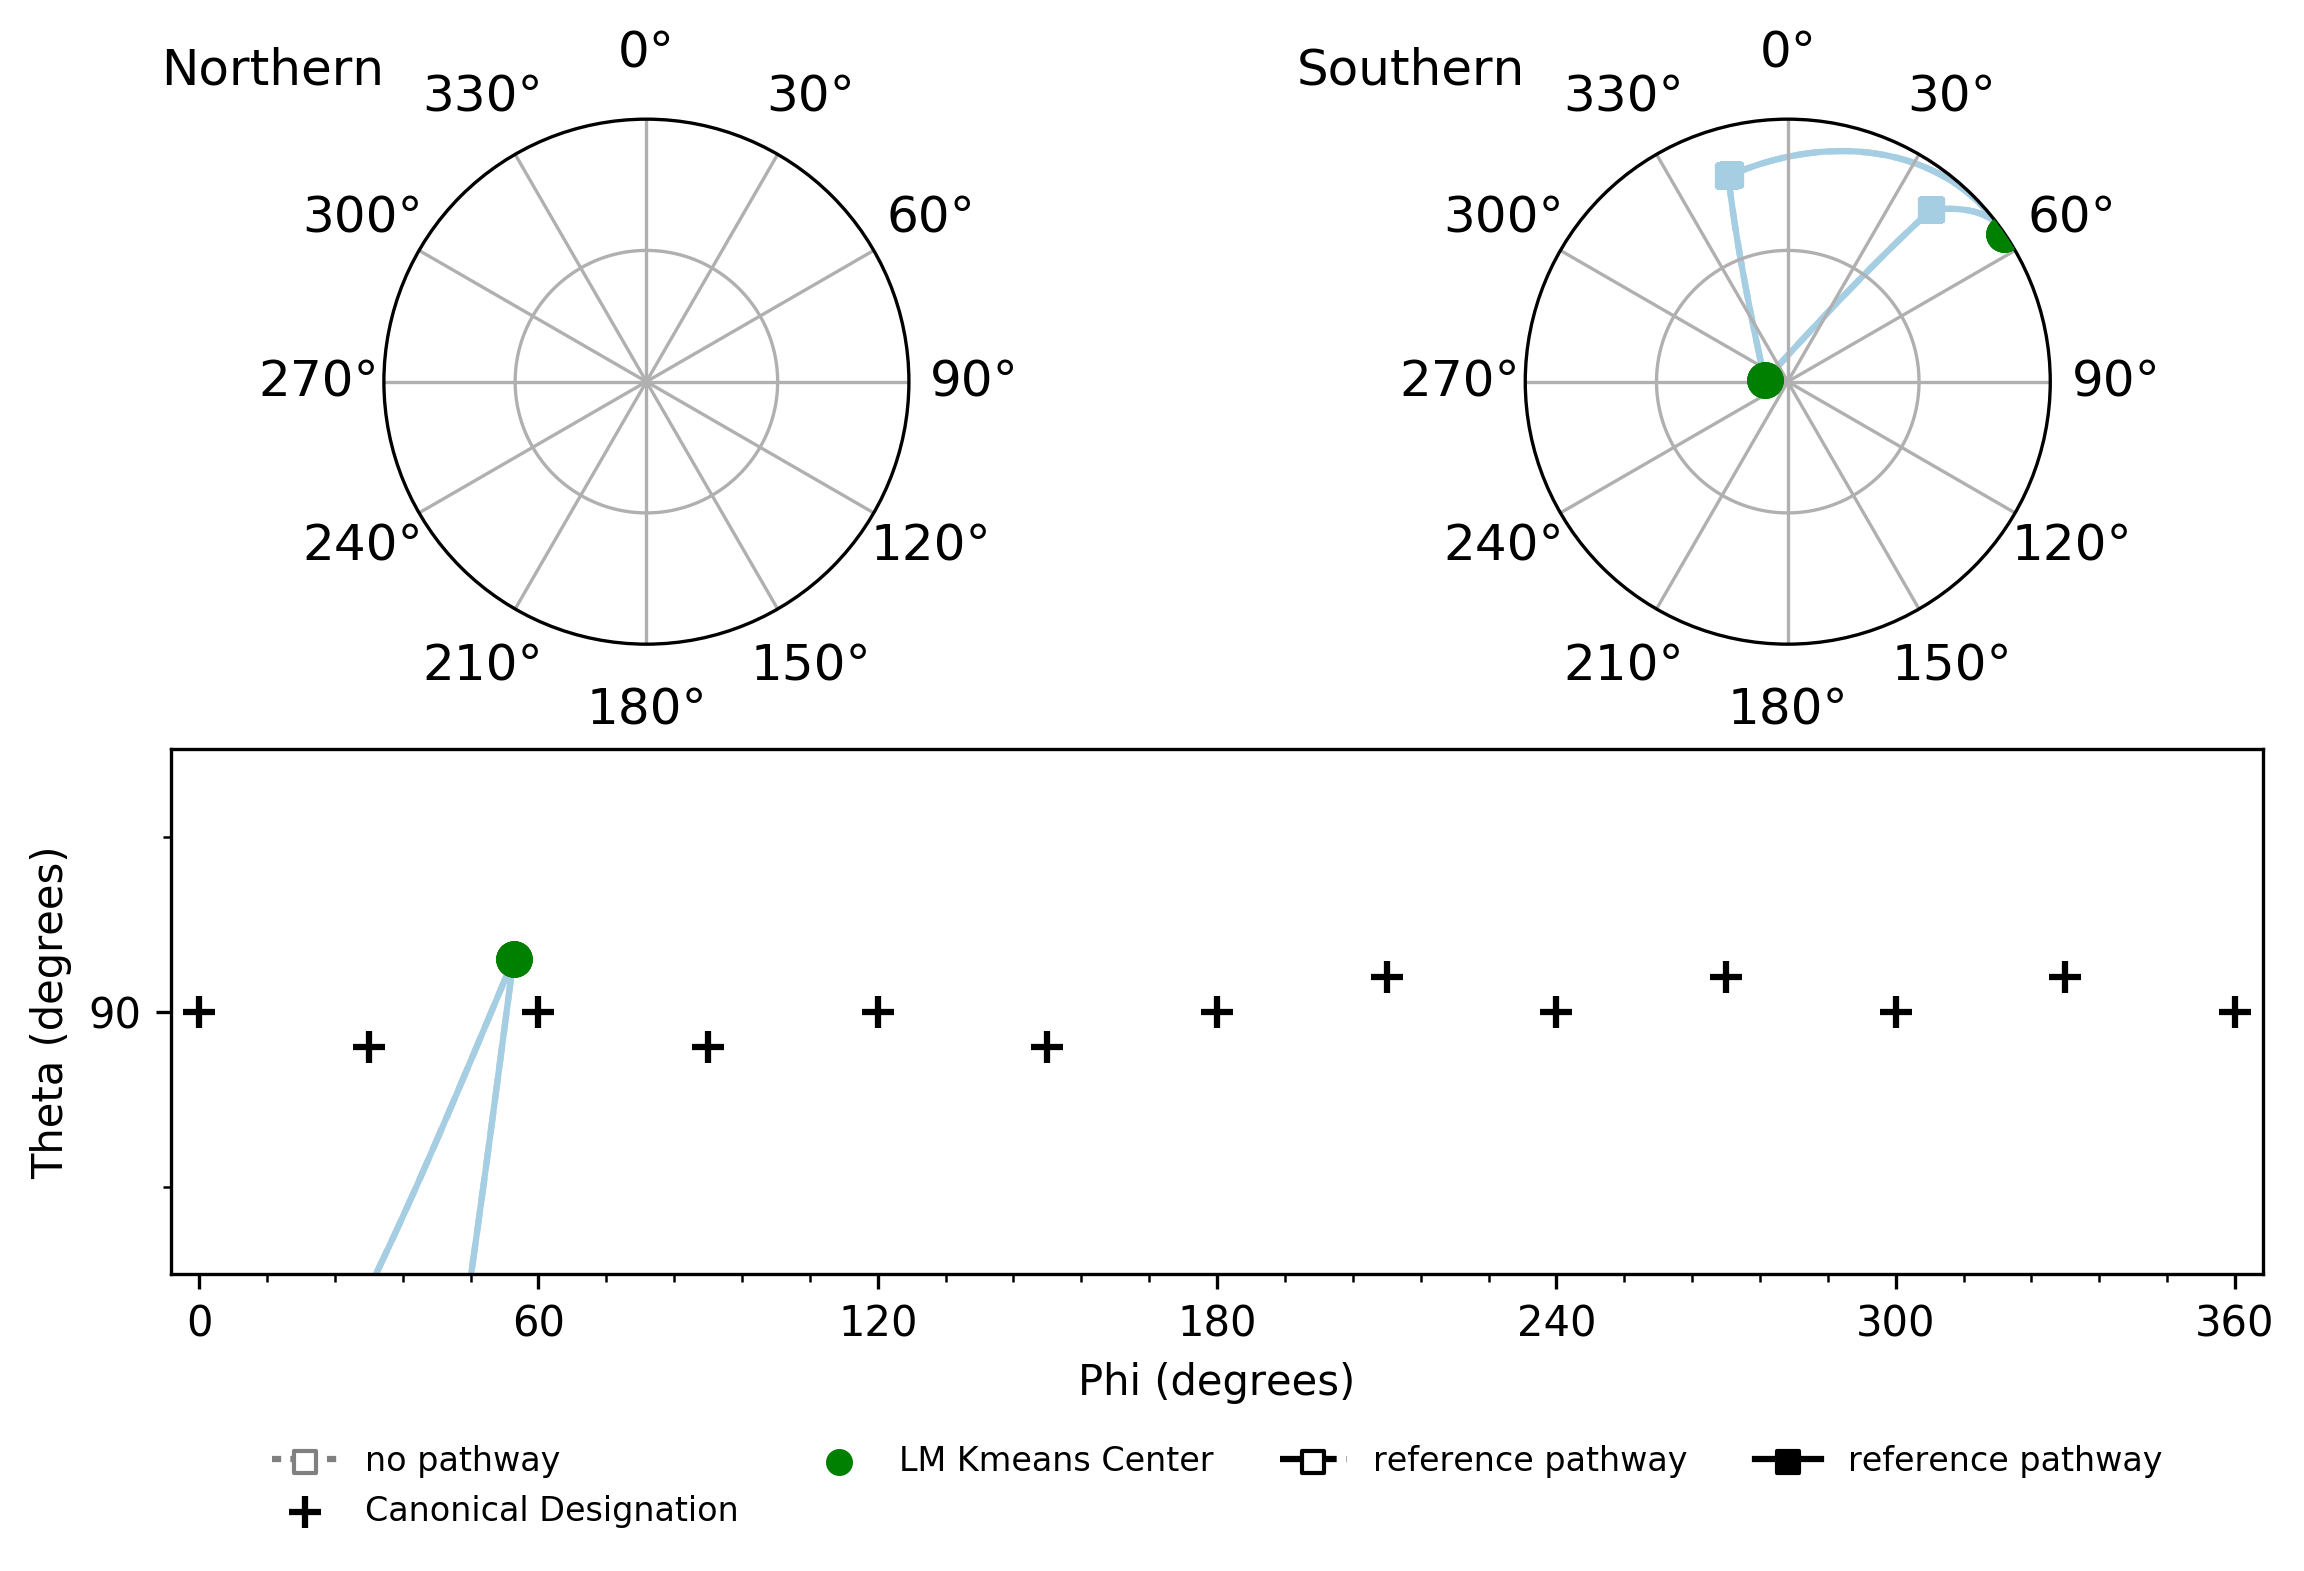 Northern
0°
330°
30°
300°
60°
270°
90°
240°
120°
210°
150°
180°
Southern
0°
330°
30°
300°
60°
270°
90°
240°
120°
210°
150°
180°
Theta (degrees)
90
0 60 120 180 240 300 360
Phi (degrees)
no pathway
Canonical Designation
LM Kmeans Center
reference pathway
reference pathway